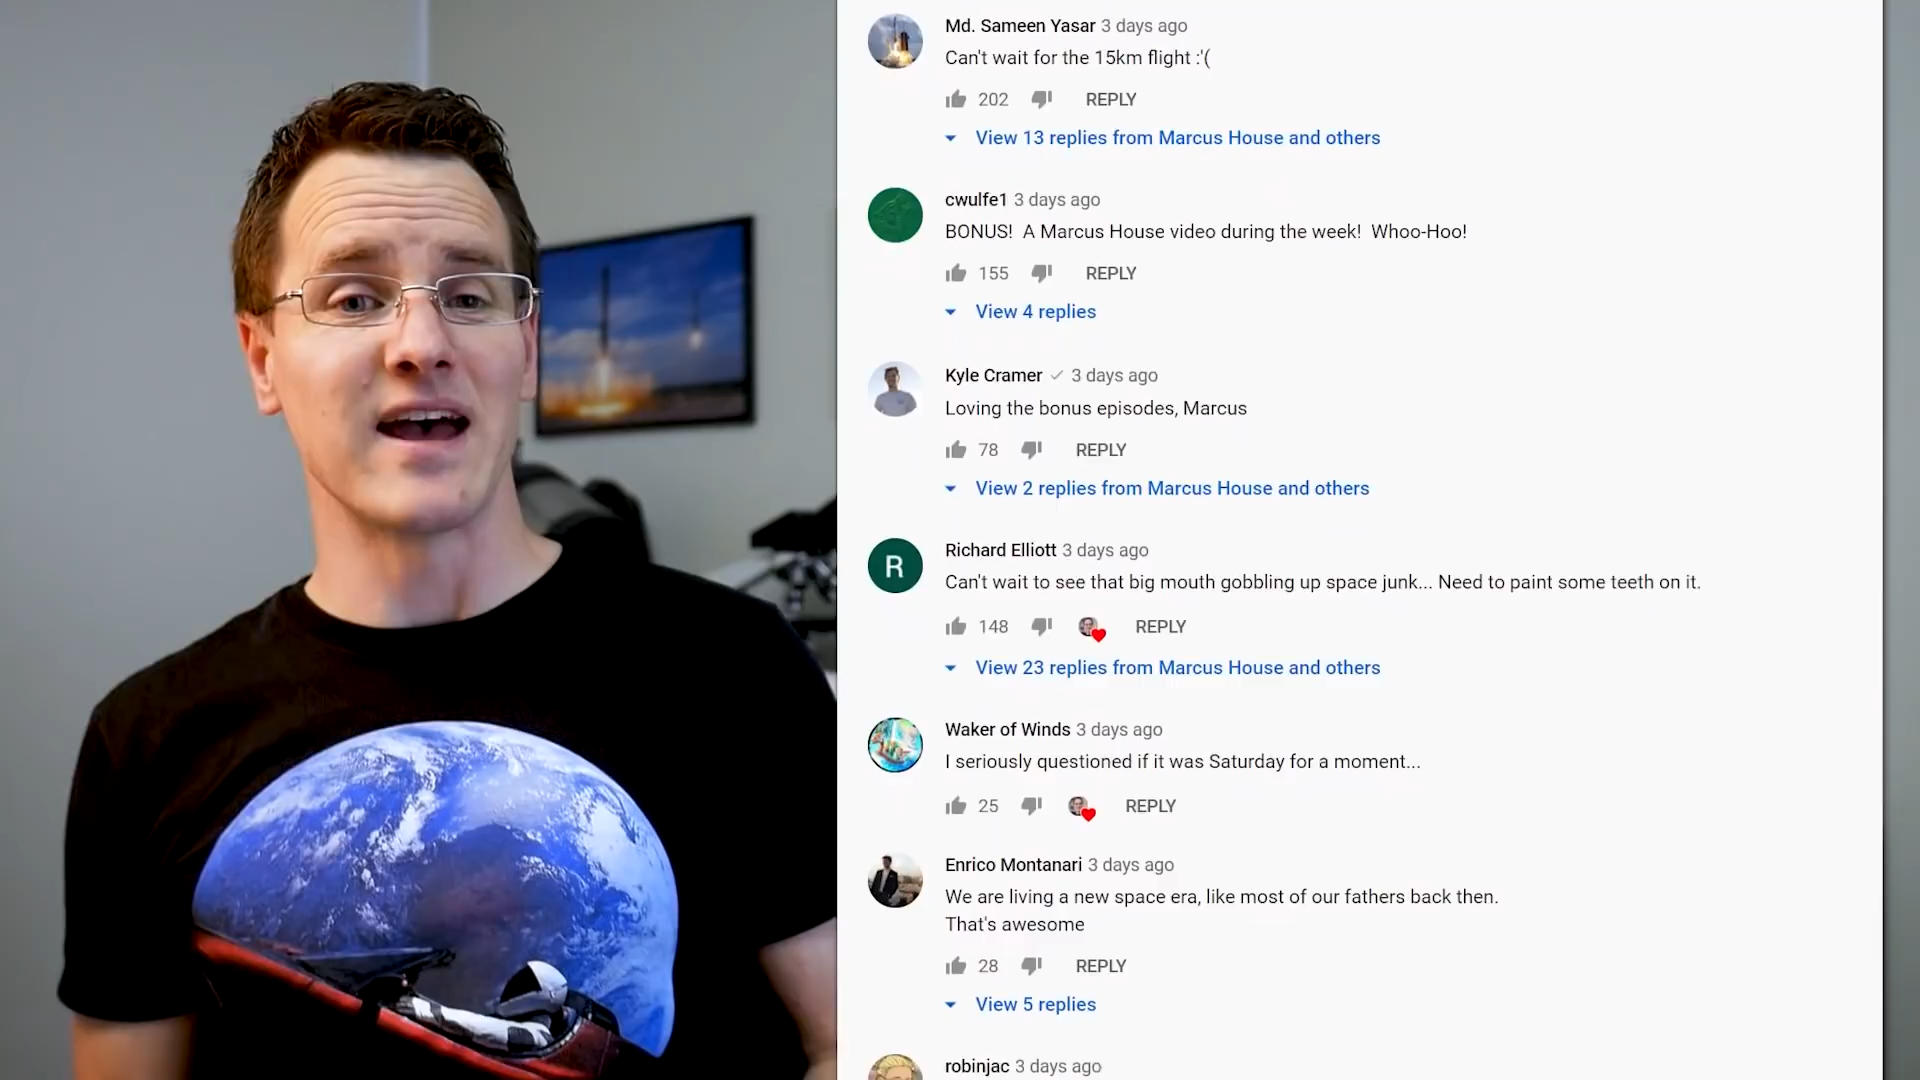 Md. Sameen Yasar 3 days ago
Can't wait for the 15km flight :'(
202 REPLY
View 13 replies from Marcus House and others
cwulfe1 3 days ago
BONUS! A Marcus House video during the week! Whoo-Hoo!
155 REPLY
View 4 replies
Kyle Cramer 3 days ago
Loving the bonus episodes, Marcus
78 REPLY
View 2 replies from Marcus House and others
R
Richard Elliott 3 days ago
Can't wait to see that big mouth gobbling up space junk... Need to paint some teeth on it.
148 REPLY
View 23 replies from Marcus House and others
Waker of Winds 3 days ago
I seriously questioned if it was Saturday for a moment...
25 REPLY
Enrico Montanari 3 days ago
We are living a new space era, like most of our fathers back then.
That's awesome
28 REPLY
View 5 replies
robinjac 3 days ago